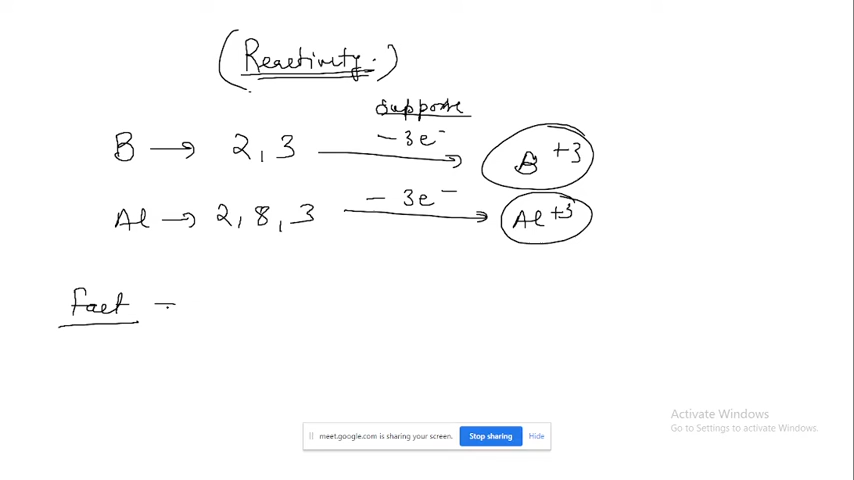 (Reactivity.)
suppose
B → 2, 3 — 3e⁻ → B⁺³
Al → 2, 8, 3 — 3e⁻ → Al⁺³
Fact -
Activate Windows
Go to Settings to activate Windows.
meet.google.com is sharing your screen. Stop sharing Hide